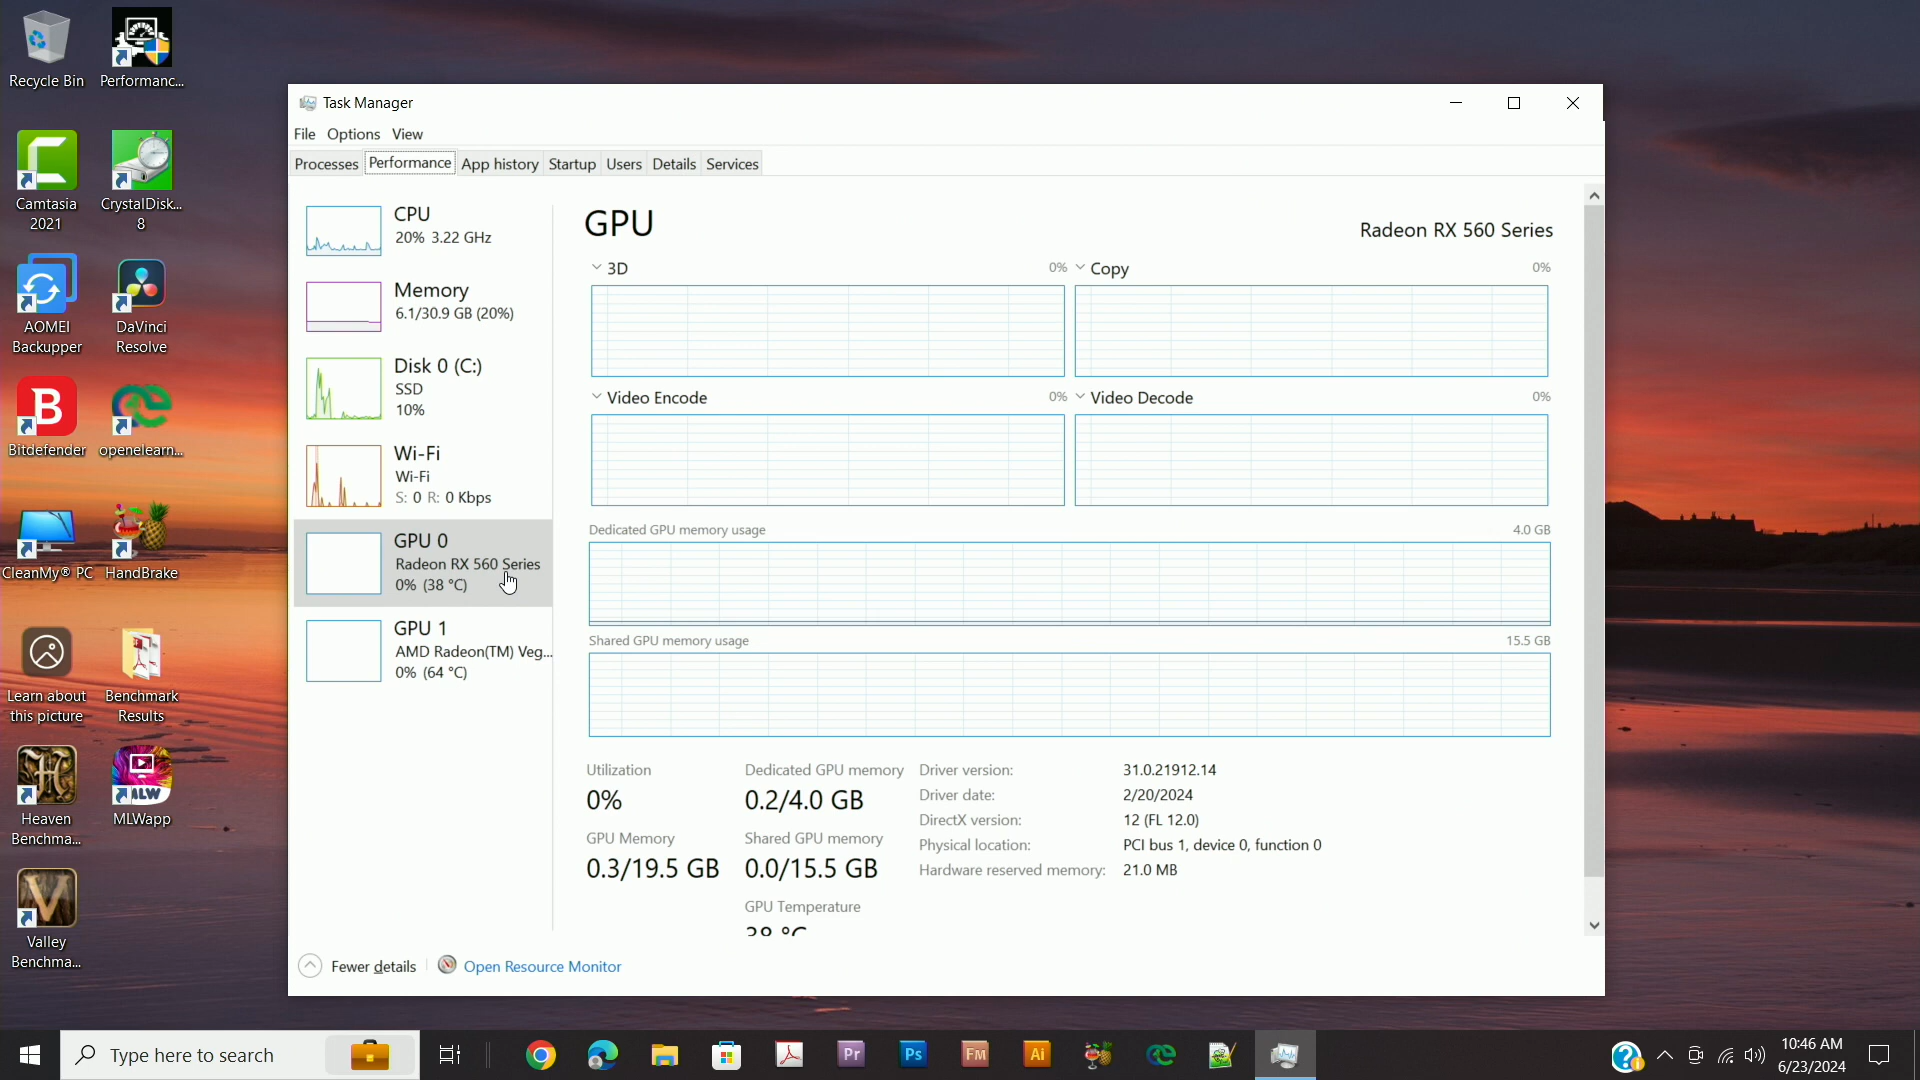 Recycle Bin
Performanc...
Camtasia
2021
CrystalDisk...
8
AOMEI
Backupper
DaVinci
Resolve
Bitdefender
openelearn...
CleanMy® PC
HandBrake
Learn about
this picture
Benchmark
Results
Heaven
Benchma...
MLWapp
Valley
Benchma...
Task Manager
File Options View
Processes Performance App history Startup Users Details Services
CPU
20% 3.22 GHz
Memory
6.1/30.9 GB (20%)
Disk 0 (C:)
SSD
10%
Wi-Fi
Wi-Fi
S: 0 R: 0 Kbps
GPU 0
Radeon RX 560 Series
0% (38 °C)
GPU 1
AMD Radeon(TM) Veg...
0% (64 °C)
GPU
Radeon RX 560 Series
3D 0%
Copy 0%
Video Encode 0%
Video Decode 0%
Dedicated GPU memory usage 4.0 GB
Shared GPU memory usage 15.5 GB
Utilization
0%
GPU Memory
0.3/19.5 GB
Dedicated GPU memory
0.2/4.0 GB
Shared GPU memory
0.0/15.5 GB
GPU Temperature
38 °C
Driver version: 31.0.21912.14
Driver date: 2/20/2024
DirectX version: 12 (FL 12.0)
Physical location: PCI bus 1, device 0, function 0
Hardware reserved memory: 21.0 MB
Fewer details
Open Resource Monitor
Type here to search
Pr
Ps
FM
Ai
10:46 AM
6/23/2024